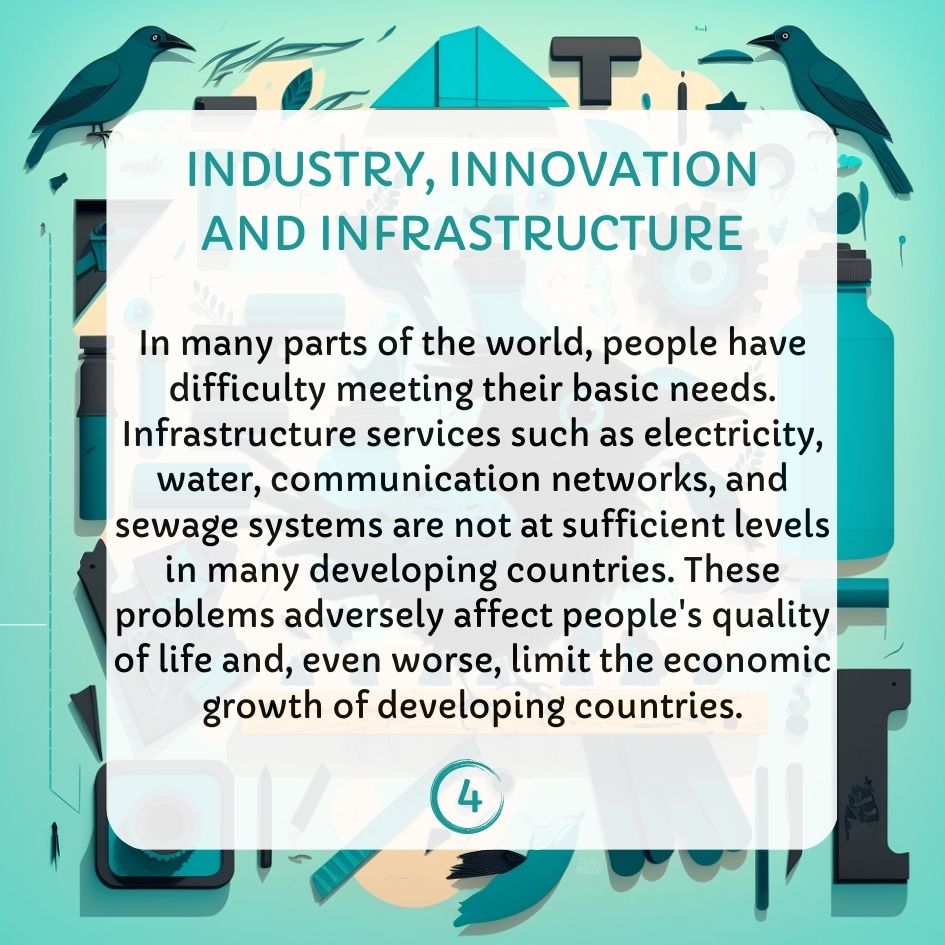 INDUSTRY, INNOVATION
AND INFRASTRUCTURE
In many parts of the world, people have
difficulty meeting their basic needs.
Infrastructure services such as electricity,
water, communication networks, and
sewage systems are not at sufficient levels
in many developing countries. These
problems adversely affect people's quality
of life and, even worse, limit the economic
growth of developing countries.
4